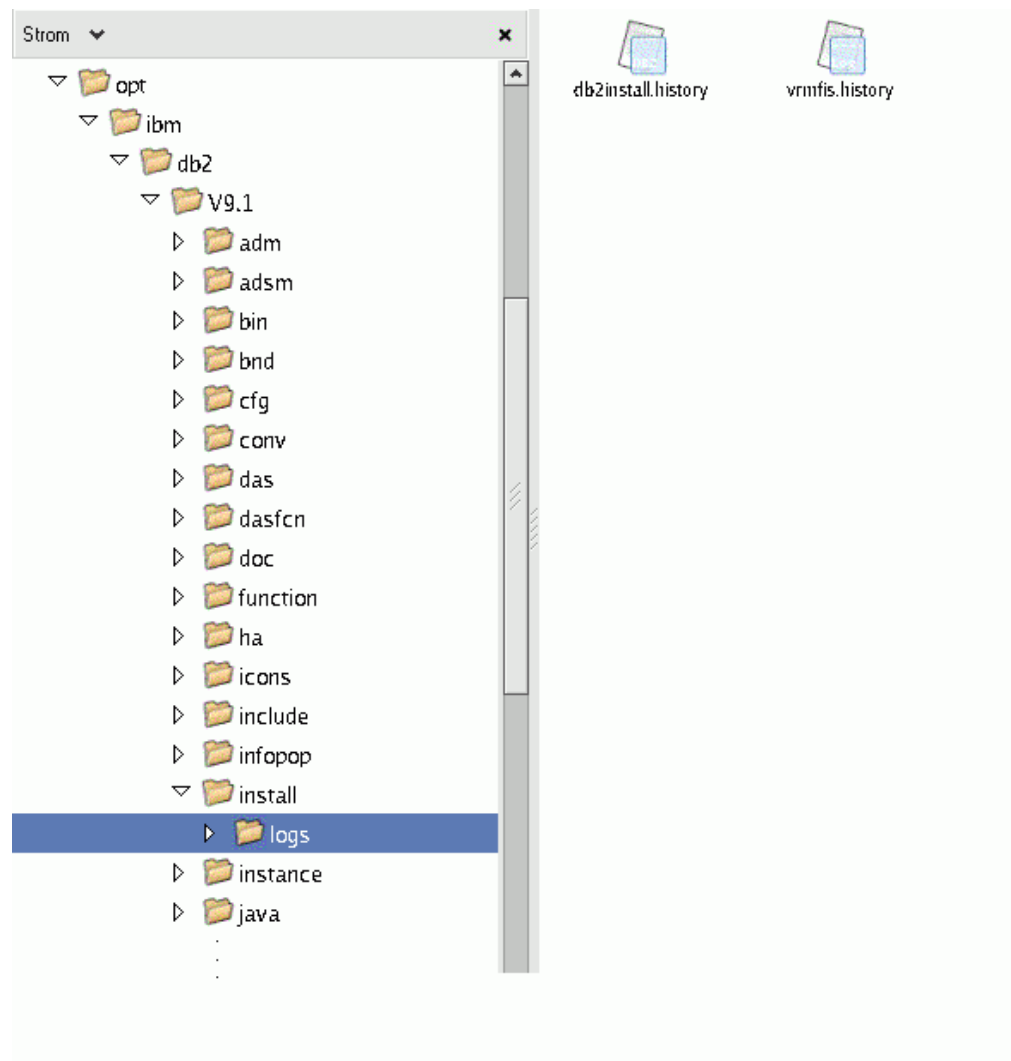 Strom
opt
ibm
db2
V9.1
adm
adsm
bin
bnd
cfg
conv
das
dasfcn
doc
function
ha
icons
include
infopop
install
logs
instance
java
db2install.history
vrmfis.history